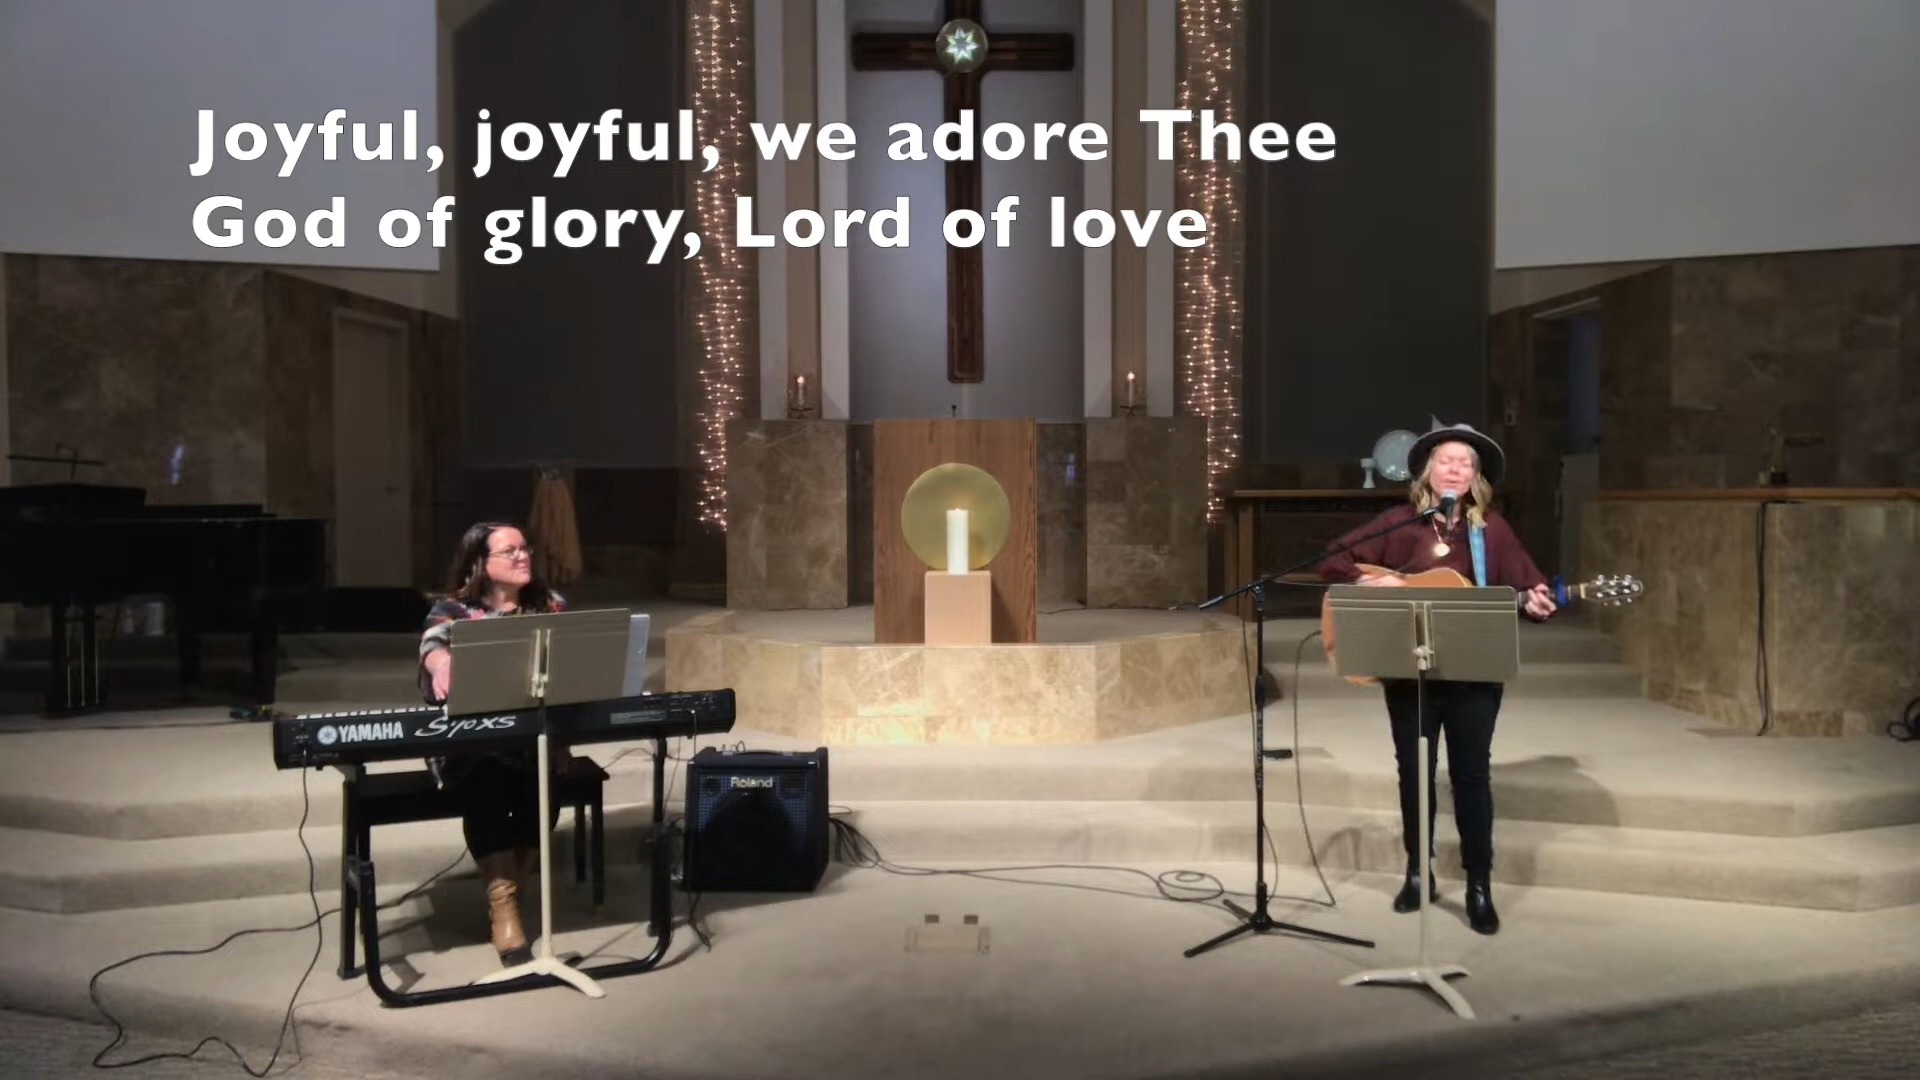 Joyful, joyful, we adore Thee
God of glory, Lord of love
YAMAHA S90XS
Roland